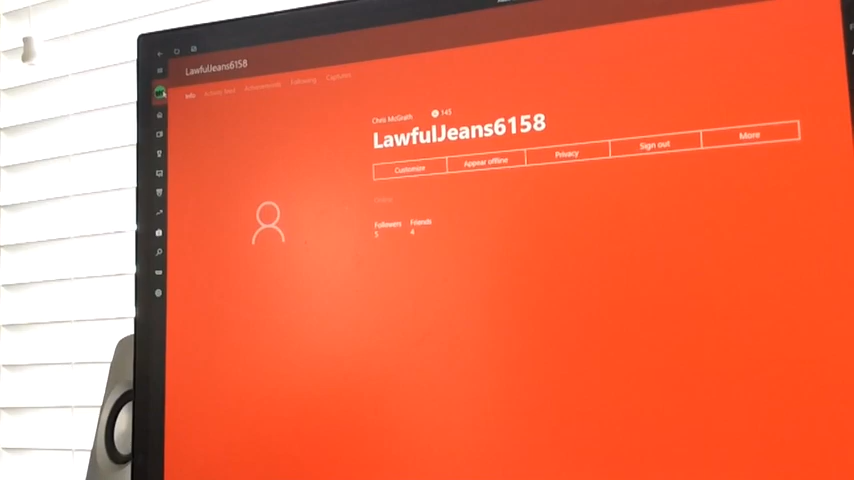 LawfulJeans6158
Info Activity feed Achievements Following Captures
Chris McGrath 145
LawfulJeans6158
Customize Appear offline Privacy Sign out More
Followers Friends
5 4